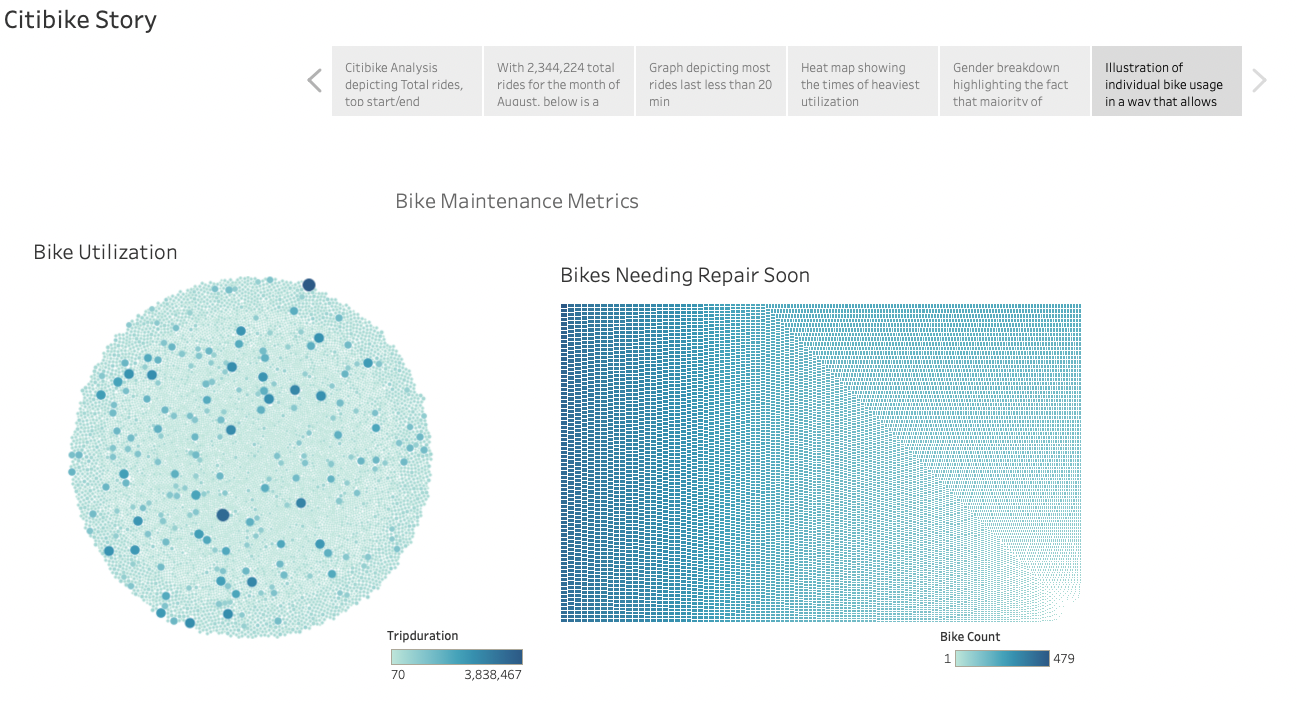 Citibike Story
Citibike Analysis
depicting Total rides,
top start/end
With 2,344,224 total
rides for the month of
August, below is a
Graph depicting most
rides last less than 20
min
Heat map showing
the times of heaviest
utilization
Gender breakdown
highlighting the fact
that majority of
Illustration of
individual bike usage
in a way that allows
Bike Maintenance Metrics
Bike Utilization
Bikes Needing Repair Soon
Tripduration
70 3,838,467
Bike Count
1 479